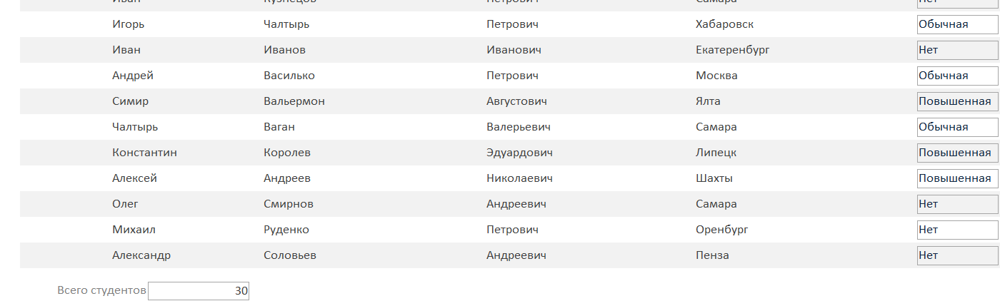 Иван Кузнецов Петрович Самара Нет
Игорь Чалтырь Петрович Хабаровск Обычная
Иван Иванов Иванович Екатеренбург Нет
Андрей Василько Петрович Москва Обычная
Симир Вальермон Августович Ялта Повышенная
Чалтырь Ваган Валерьевич Самара Обычная
Константин Королев Эдуардович Липецк Повышенная
Алексей Андреев Николаевич Шахты Повышенная
Олег Смирнов Андреевич Самара Нет
Михаил Руденко Петрович Оренбург Нет
Александр Соловьев Андреевич Пенза Нет
Всего студентов 30